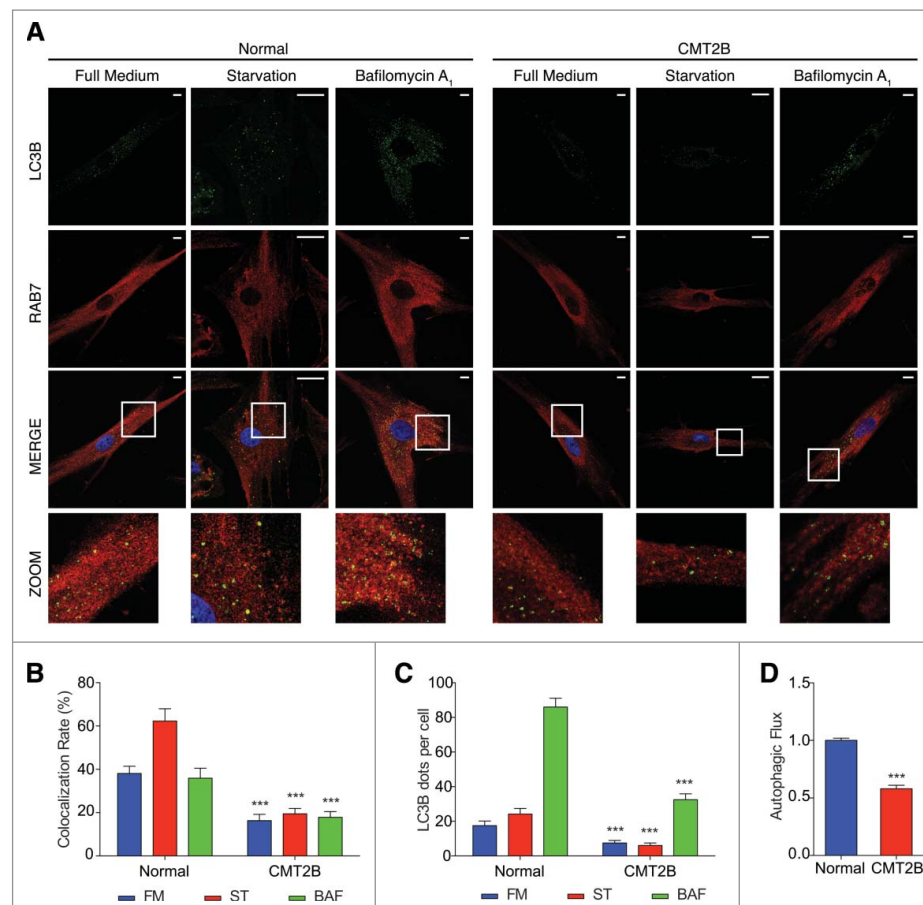 A
Normal
CMT2B
Full Medium
Starvation
Bafilomycin A1
Full Medium
Starvation
Bafilomycin A1
LC3B
RAB7
MERGE
ZOOM
B
Colocalization Rate (%)
80
60
40
20
0
*** *** ***
Normal
CMT2B
FM
ST
BAF
C
LC3B dots per cell
100
80
60
40
20
0
*** *** ***
Normal
CMT2B
FM
ST
BAF
D
Autophagic Flux
1.5
1.0
0.5
0.0
***
Normal
CMT2B